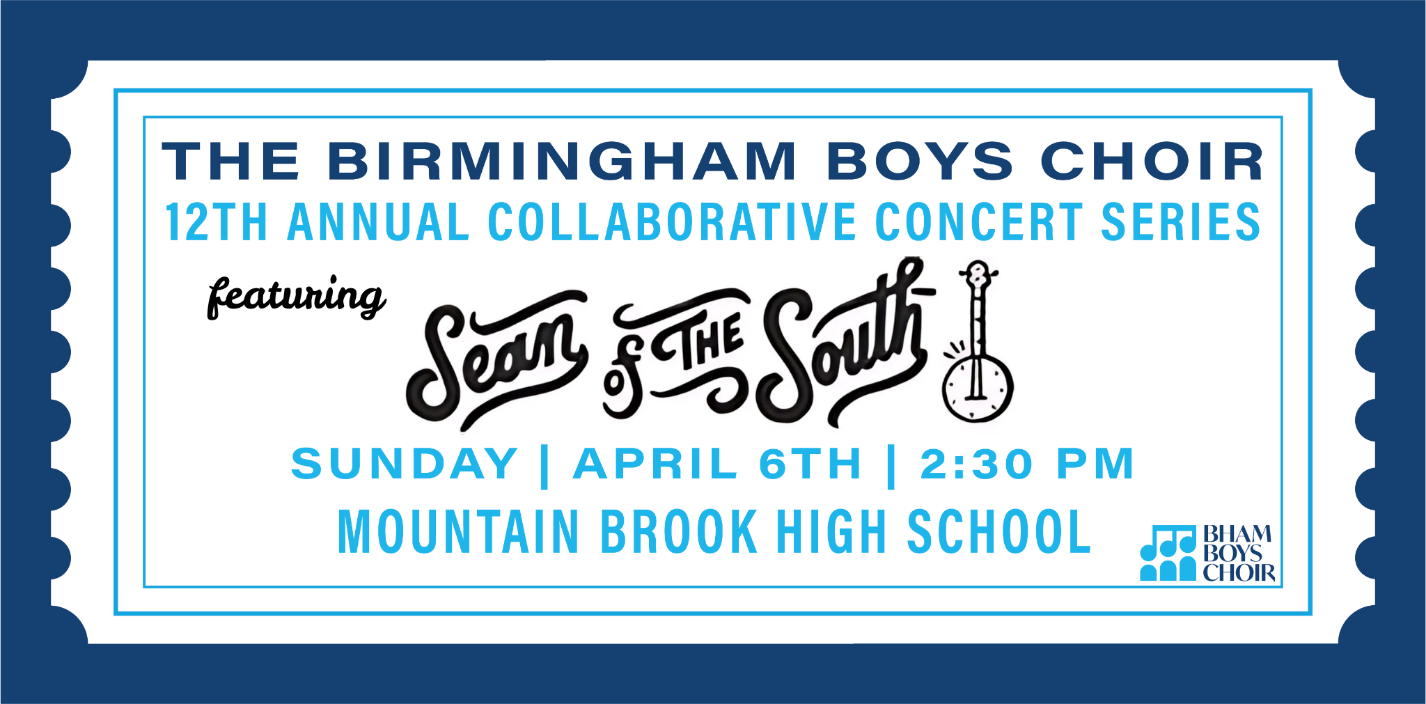 THE BIRMINGHAM BOYS CHOIR
12TH ANNUAL COLLABORATIVE CONCERT SERIES
featuring
Sean of THE South
SUNDAY | APRIL 6TH | 2:30 PM
MOUNTAIN BROOK HIGH SCHOOL
BHAM
BOYS
CHOIR